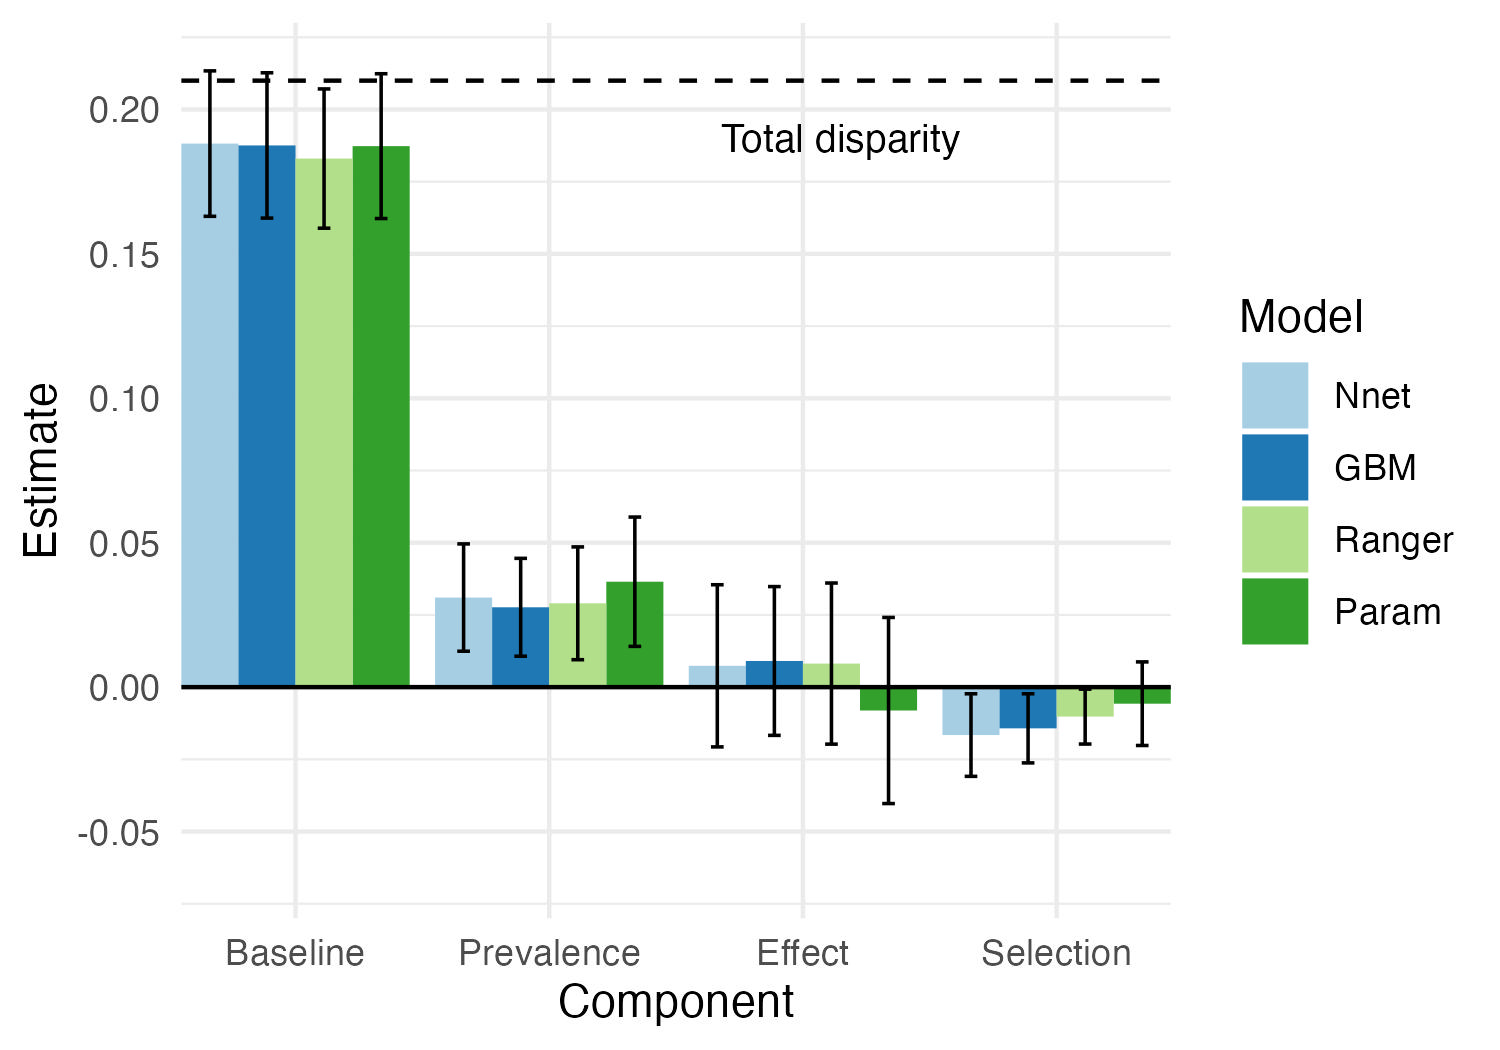 0.20
0.15
0.10
0.05
0.00
-0.05
Estimate
Total disparity
Baseline
Prevalence
Effect
Selection
Component
Model
Nnet
GBM
Ranger
Param